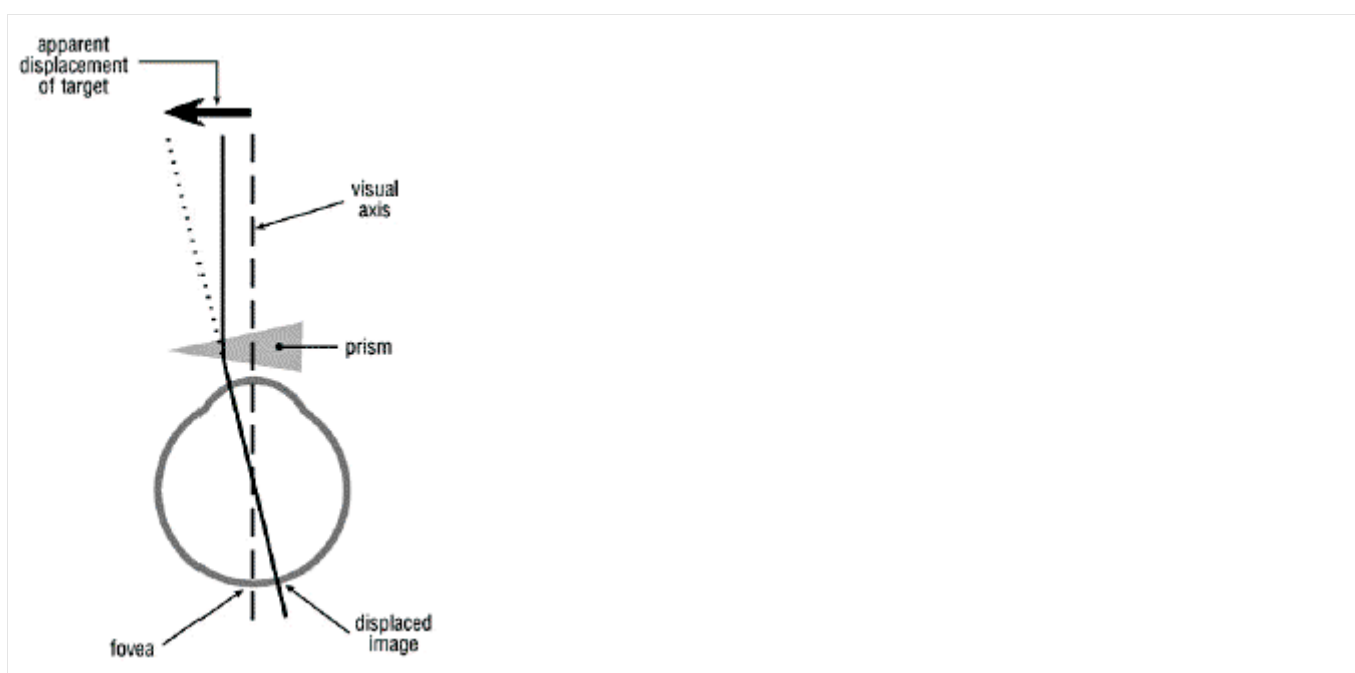 apparent
displacement
of target
visual
axis
prism
displaced
image
fovea